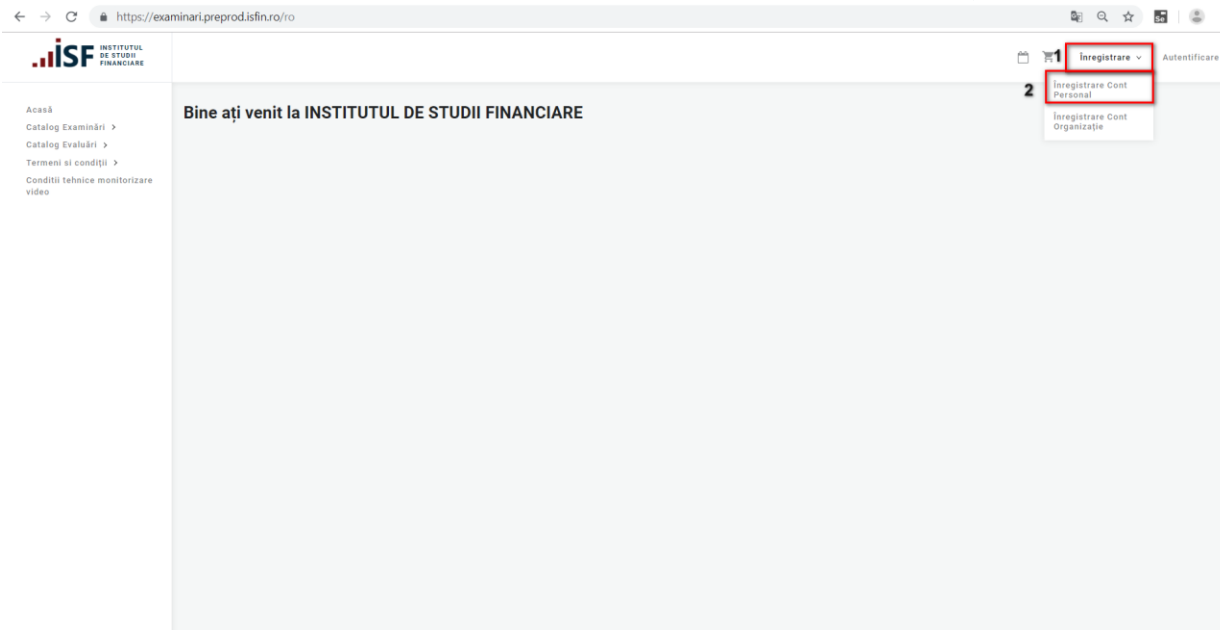 https://examinari.preprod.isfin.ro/ro
Se
iSF INSTITUTUL
DE STUDII
FINANCIARE
1 Înregistrare
Autentificare
2 Înregistrare Cont
Personal
Înregistrare Cont
Organizație
Acasă
Catalog Examinări >
Catalog Evaluări >
Termeni si condiții >
Conditii tehnice monitorizare
video
Bine ați venit la INSTITUTUL DE STUDII FINANCIARE